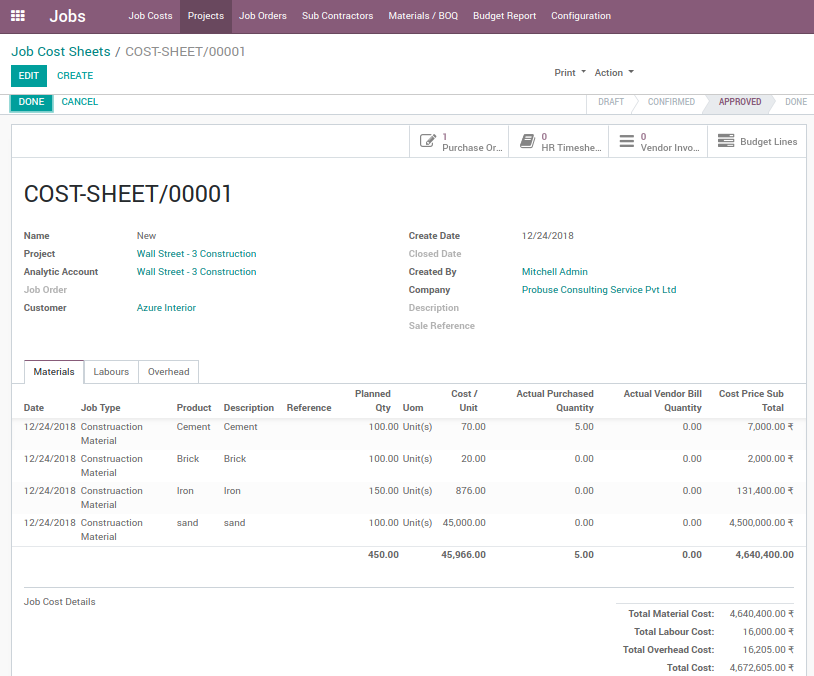 Jobs Job Costs Projects Job Orders Sub Contractors Materials / BOQ Budget Report Configuration
Job Cost Sheets / COST-SHEET/00001
EDIT CREATE Print Action
DONE CANCEL DRAFT CONFIRMED APPROVED DONE
1 Purchase Or... 0 HR Timeshe... 0 Vendor Invo... Budget Lines
COST-SHEET/00001
Name New Create Date 12/24/2018
Project Wall Street - 3 Construction Closed Date
Analytic Account Wall Street - 3 Construction Created By Mitchell Admin
Job Order Company Probuse Consulting Service Pvt Ltd
Customer Azure Interior Description
Sale Reference
Materials Labours Overhead
Planned Cost / Actual Purchased Actual Vendor Bill Cost Price Sub
Date Job Type Product Description Reference Qty Uom Unit Quantity Quantity Total
12/24/2018 Construaction Cement Cement 100.00 Unit(s) 70.00 5.00 0.00 7,000.00 ₹
Material
12/24/2018 Construaction Brick Brick 100.00 Unit(s) 20.00 0.00 0.00 2,000.00 ₹
Material
12/24/2018 Construaction Iron Iron 150.00 Unit(s) 876.00 0.00 0.00 131,400.00 ₹
Material
12/24/2018 Construaction sand sand 100.00 Unit(s) 45,000.00 0.00 0.00 4,500,000.00 ₹
Material
450.00 45,966.00 5.00 0.00 4,640,400.00
Job Cost Details
Total Material Cost: 4,640,400.00 ₹
Total Labour Cost: 16,000.00 ₹
Total Overhead Cost: 16,205.00 ₹
Total Cost: 4,672,605.00 ₹